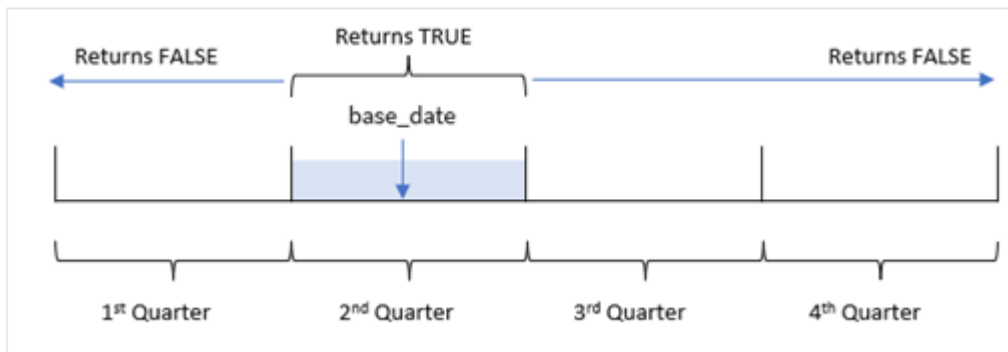 Returns TRUE
Returns FALSE
Returns FALSE
base_date
1st Quarter
2nd Quarter
3rd Quarter
4th Quarter